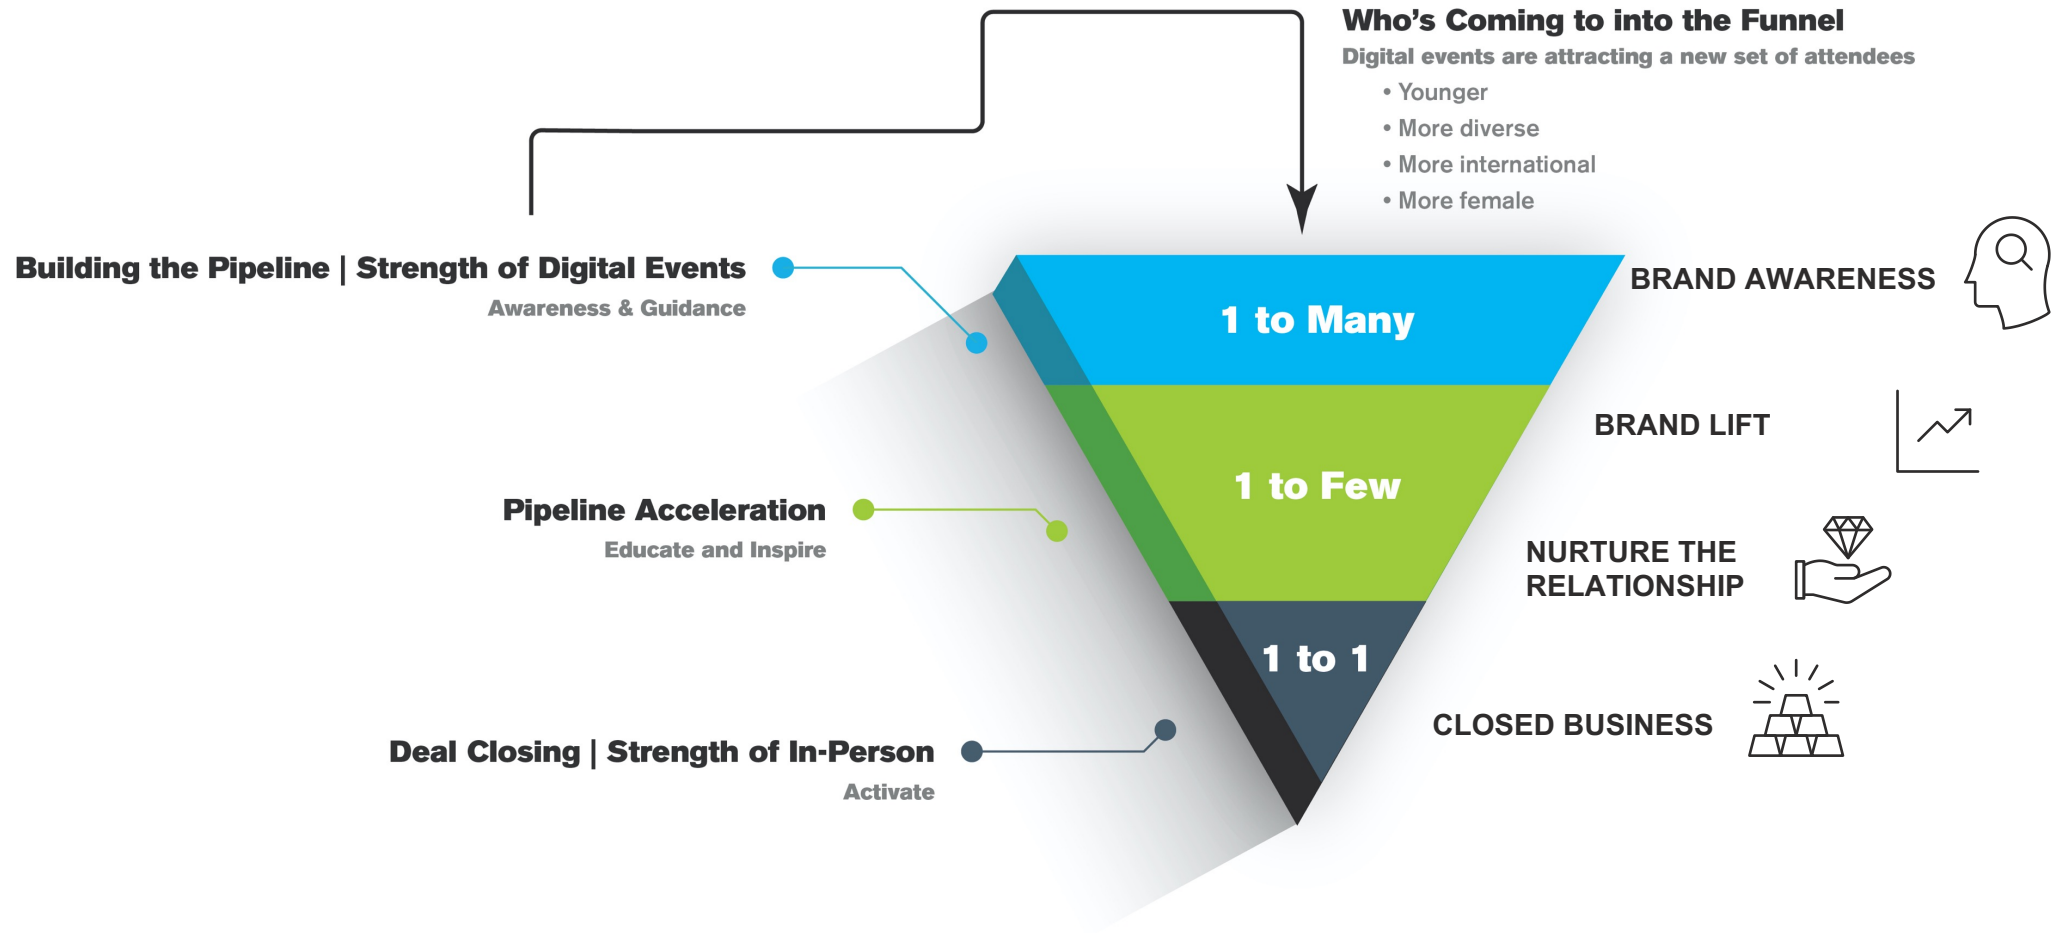 Who's Coming to into the Funnel
Digital events are attracting a new set of attendees
• Younger
• More diverse
• More international
• More female
Building the Pipeline | Strength of Digital Events
Awareness & Guidance
1 to Many
BRAND AWARENESS
BRAND LIFT
1 to Few
Pipeline Acceleration
Educate and Inspire
NURTURE THE
RELATIONSHIP
1 to 1
Deal Closing | Strength of In-Person
Activate
CLOSED BUSINESS